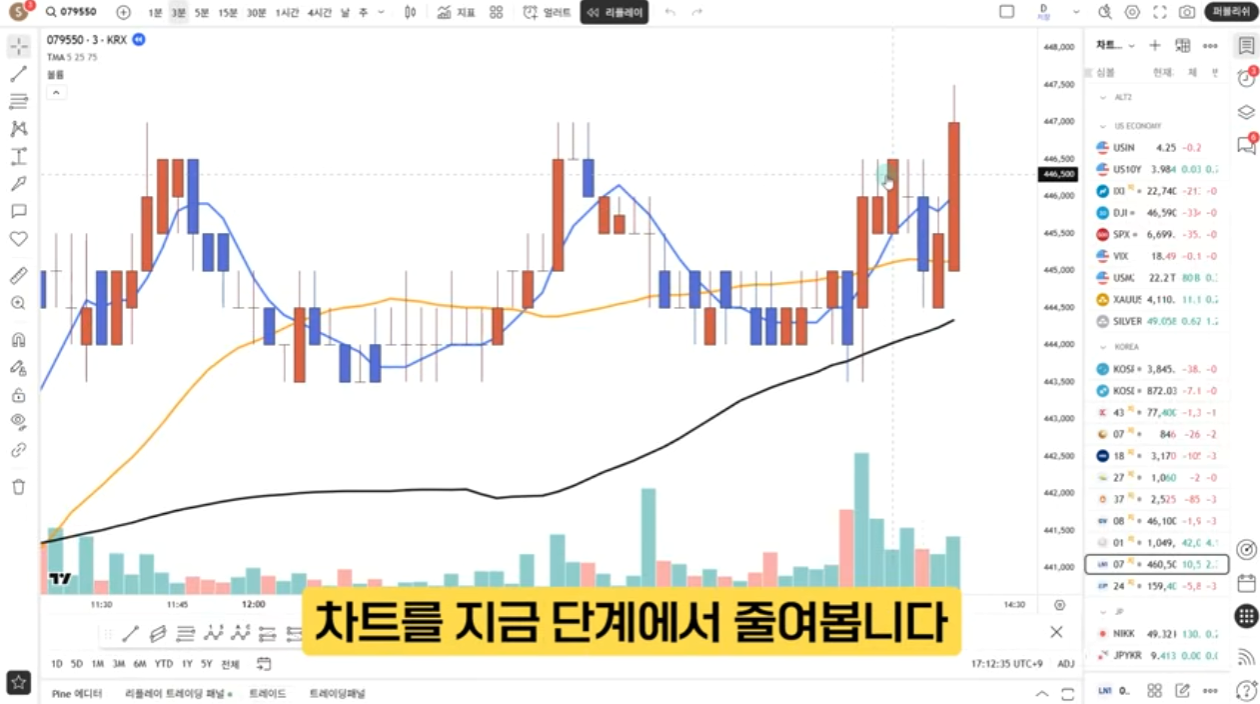 S 3 079550 1분 3분 5분 15분 30분 1시간 4시간 날 주 지표 얼러트 리플레이 D 저장 퍼블리쉬
079550 · 3 · KRX
TMA 5 25 75
볼륨
448,000
447,500
447,000
446,500
446,500
446,000
445,500
445,000
444,500
444,000
443,500
443,000
442,500
442,000
441,500
441,000
11:30 11:45 12:00 14:30
차트를 지금 단계에서 줄여봅니다
1D 5D 1M 3M 6M YTD 1Y 5Y 전체
17:12:35 UTC+9 ADJ
Pine 에디터 리플레이 트레이딩 패널 트레이드 트레이딩패널
차트...
심볼 현재. 체
ALT2
US ECONOMY
USIN 4.25 -0.2
US10Y 3.984 0.03 0.
IXI 22,740 -21
DJI 46,590 -33
SPX 6,699. -35. -0
VIX 18.49 -0.1 -0
USMC 22.2 T 80 B 0.
XAUUS 4,110. 11.1 0.2
SILVER 49.058 0.62 1.2
KOREA
KOSF 3,845. -38. -0
KOSI 872.03 -7.1 -0
43 77,400 -1,3 -1
07 846 -26 -2
18 3,170 -105 -3
27 1,060 -2 -0
37 2,525 -85 -3
08 46,100 -1,9 -3
01 1,049, 42,0 4.
07 460,50 10,5 2.
24 159,40 -5,8 -3
JP
NIKK 49,321 130. 0.2
JPYKR 9.413 0.00 0.0